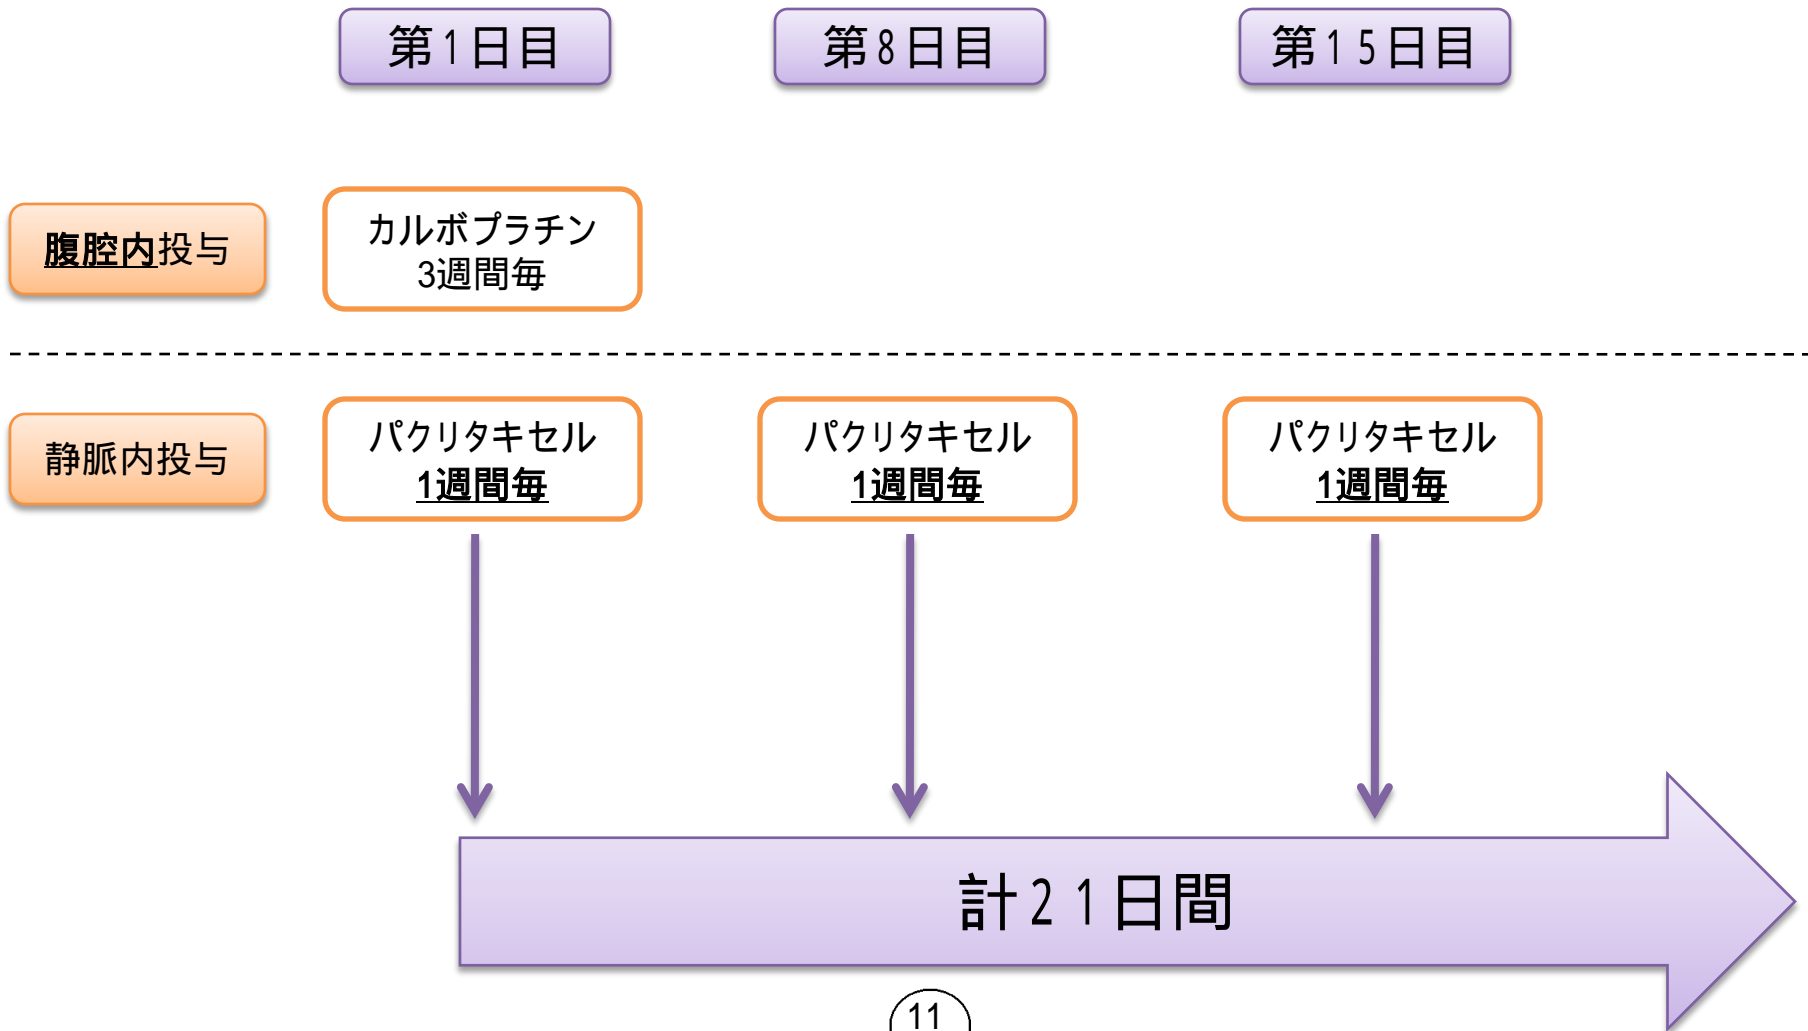 第1日目
第8日目
第15日目
腹腔内投与
カルボプラチン
3週間毎
静脈内投与
パクリタキセル
1週間毎
パクリタキセル
1週間毎
パクリタキセル
1週間毎
計21日間
11